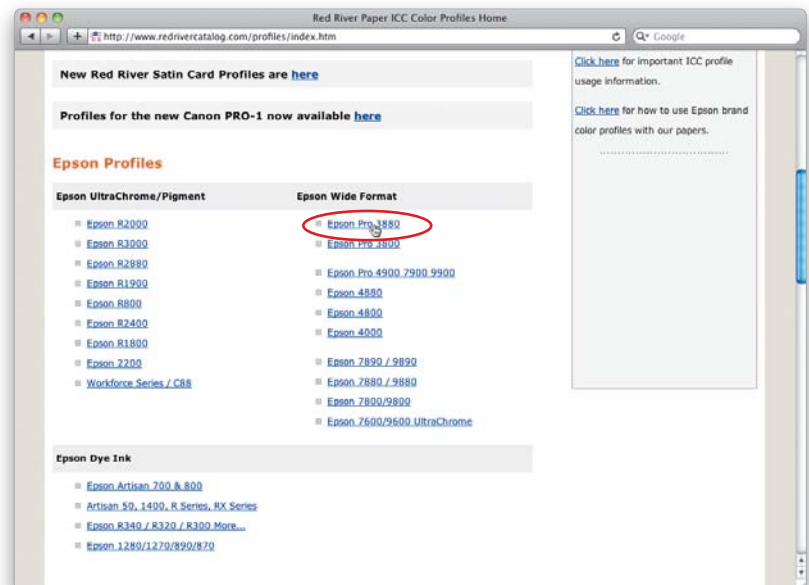 Red River Paper ICC Color Profiles Home
http://www.redrivercatalog.com/profiles/index.htm
Google
New Red River Satin Card Profiles are here
Profiles for the new Canon PRO-1 now available here
Click here for important ICC profile
usage information.
Click here for how to use Epson brand
color profiles with our papers.
Epson Profiles
Epson UltraChrome/Pigment
Epson R2000
Epson R3000
Epson R2880
Epson R1900
Epson R800
Epson R2400
Epson R1800
Epson 2200
Workforce Series / C88
Epson Wide Format
Epson Pro 3880
Epson Pro 3800
Epson Pro 4900 7900 9900
Epson 4880
Epson 4800
Epson 4000
Epson 7890 / 9890
Epson 7880 / 9880
Epson 7800/9800
Epson 7600/9600 UltraChrome
Epson Dye Ink
Epson Artisan 700 & 800
Artisan 50, 1400, R Series, RX Series
Epson R340 / R320 / R300 More...
Epson 1280/1270/890/870